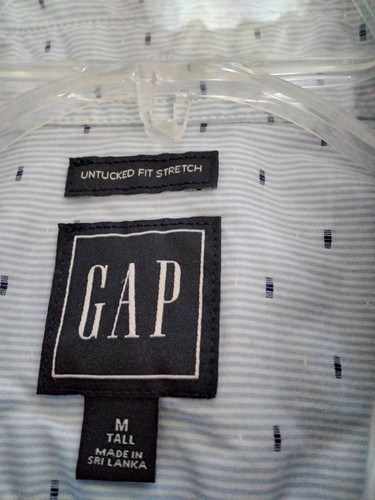 UNTUCKED FIT STRETCH
GAP
M
TALL
MADE IN
SRI LANKA